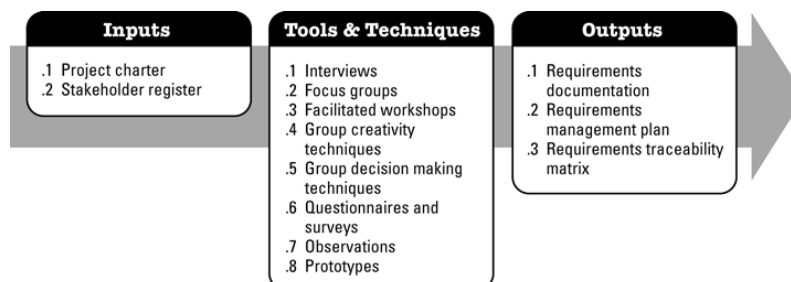 Inputs
.1 Project charter
.2 Stakeholder register
Tools & Techniques
.1 Interviews
.2 Focus groups
.3 Facilitated workshops
.4 Group creativity
techniques
.5 Group decision making
techniques
.6 Questionnaires and
surveys
.7 Observations
.8 Prototypes
Outputs
.1 Requirements
documentation
.2 Requirements
management plan
.3 Requirements traceability
matrix